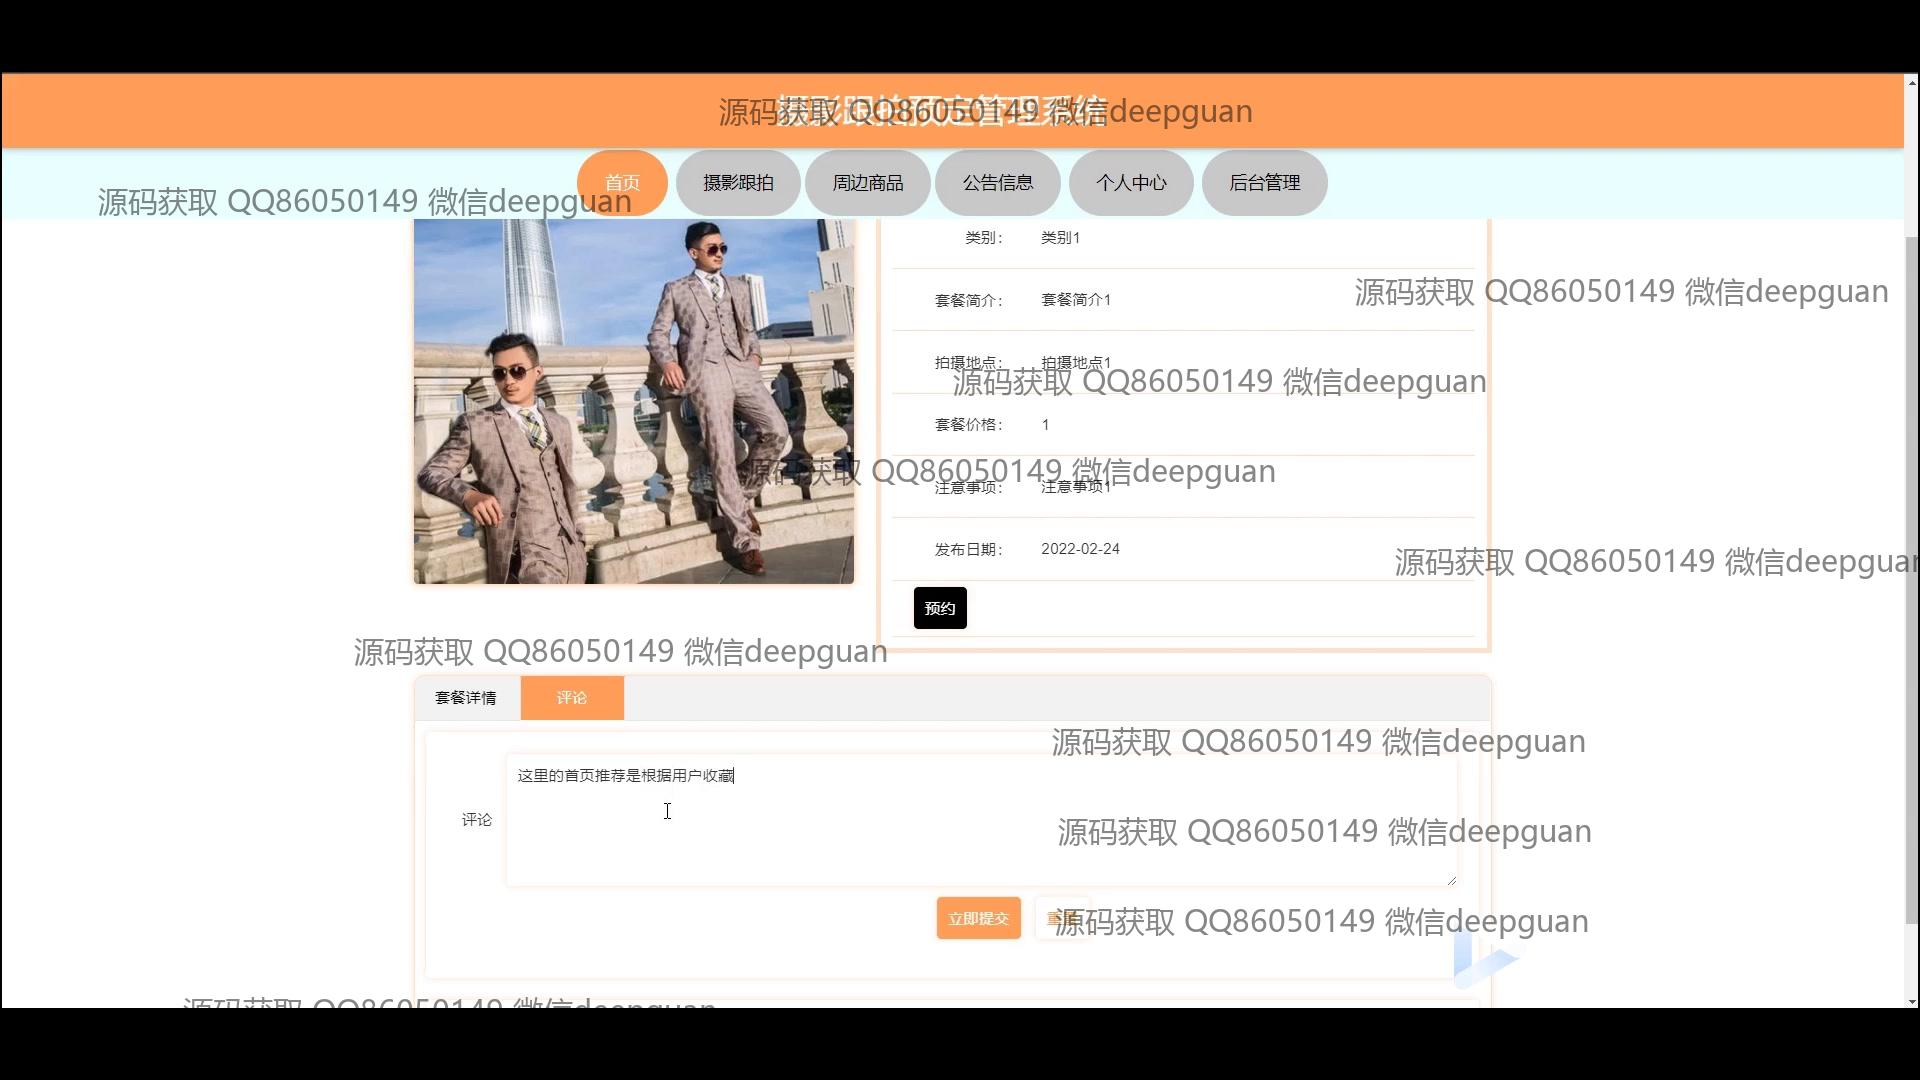 摄影跟拍预定管理系统
源码获取 QQ86050149 微信deepguan
首页 摄影跟拍 周边商品 公告信息 个人中心 后台管理
源码获取 QQ86050149 微信deepguan
类别： 类别1
源码获取 QQ86050149 微信deepguan
套餐简介： 套餐简介1
拍摄地点： 拍摄地点1
源码获取 QQ86050149 微信deepguan
套餐价格： 1
源码获取 QQ86050149 微信deepguan
注意事项： 注意事项1
发布日期： 2022-02-24
源码获取 QQ86050149 微信deepguan
预约
源码获取 QQ86050149 微信deepguan
套餐详情 评论
源码获取 QQ86050149 微信deepguan
这里的首页推荐是根据用户收藏
评论
源码获取 QQ86050149 微信deepguan
立即提交
源码获取 QQ86050149 微信deepguan
源码获取 QQ86050149 微信deepguan